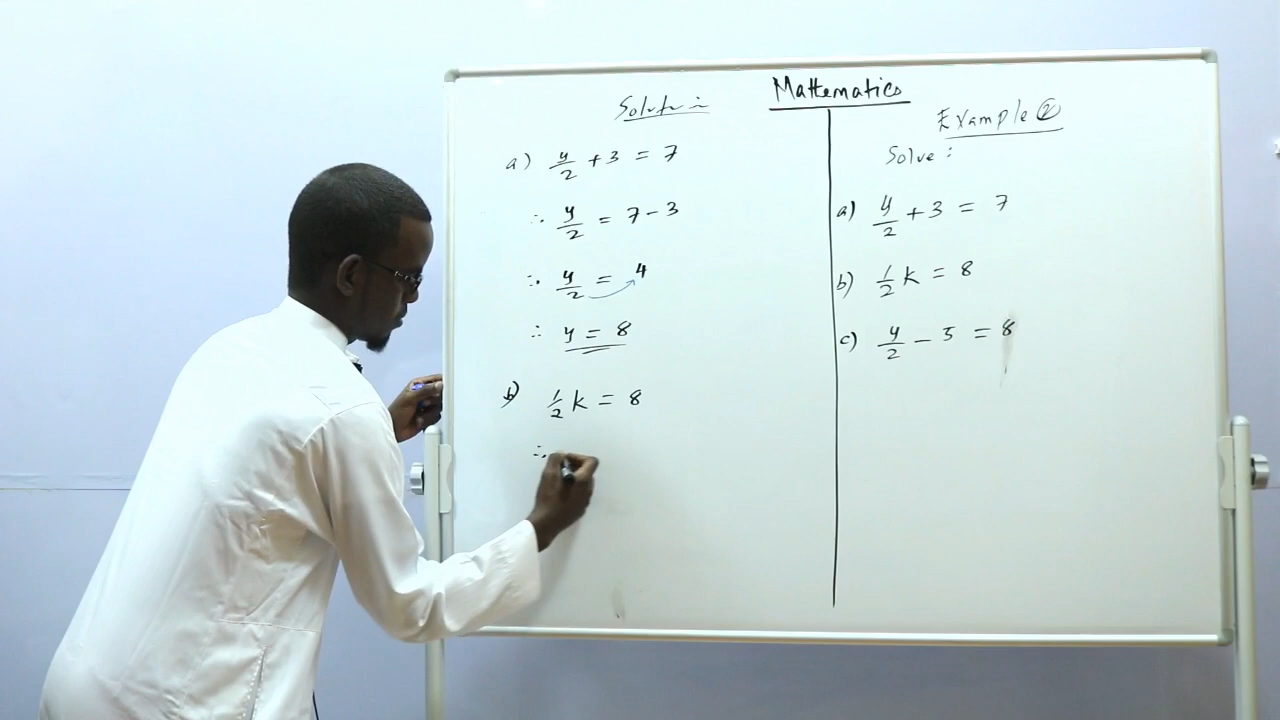 Mathematics
Solution
a) y/2 + 3 = 7
∴ y/2 = 7 - 3
∴ y/2 = 4
∴ y = 8
b) 1/2 k = 8
∴
Example ②
Solve :
a) y/2 + 3 = 7
b) 1/2 k = 8
c) y/2 - 5 = 8